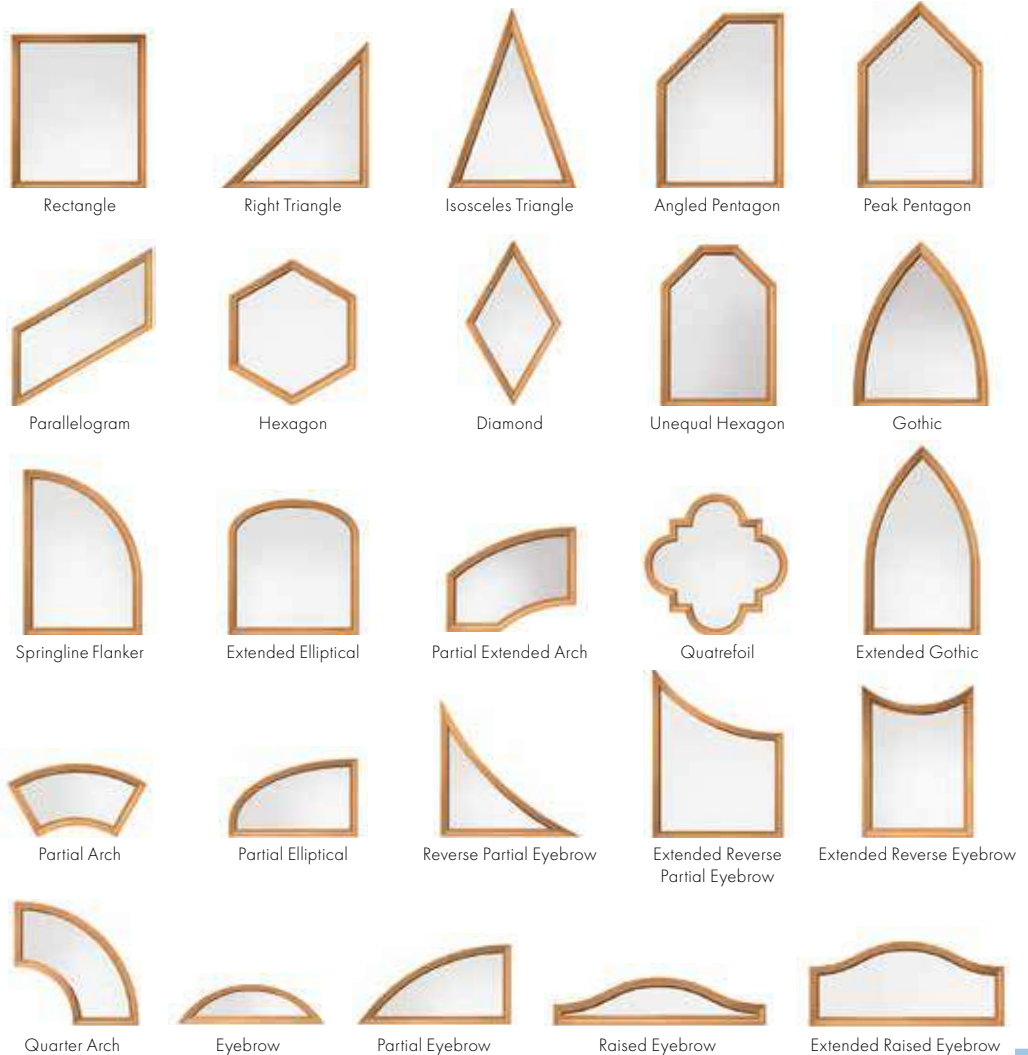 Rectangle
Right Triangle
Isosceles Triangle
Angled Pentagon
Peak Pentagon
Parallelogram
Hexagon
Diamond
Unequal Hexagon
Gothic
Springline Flanker
Extended Elliptical
Partial Extended Arch
Quatrefoil
Extended Gothic
Partial Arch
Partial Elliptical
Reverse Partial Eyebrow
Extended Reverse
Partial Eyebrow
Extended Reverse Eyebrow
Quarter Arch
Eyebrow
Partial Eyebrow
Raised Eyebrow
Extended Raised Eyebrow